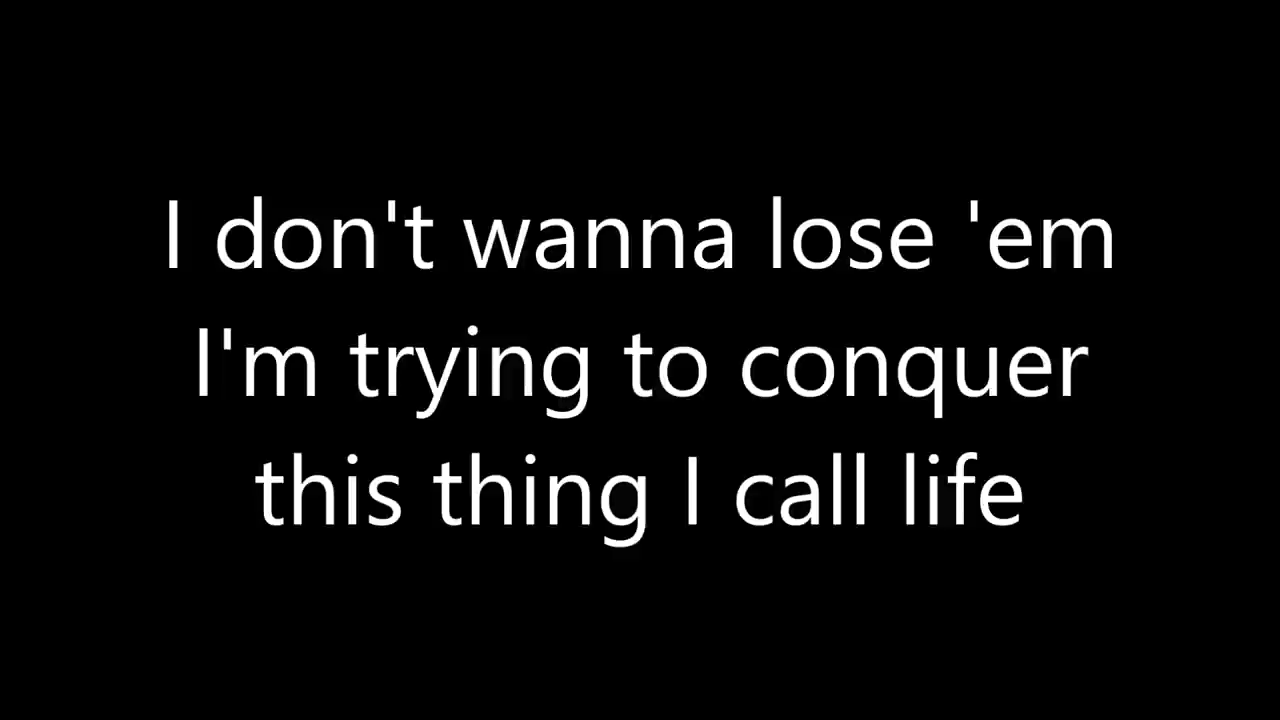 I don't wanna lose 'em
I'm trying to conquer
this thing I call life